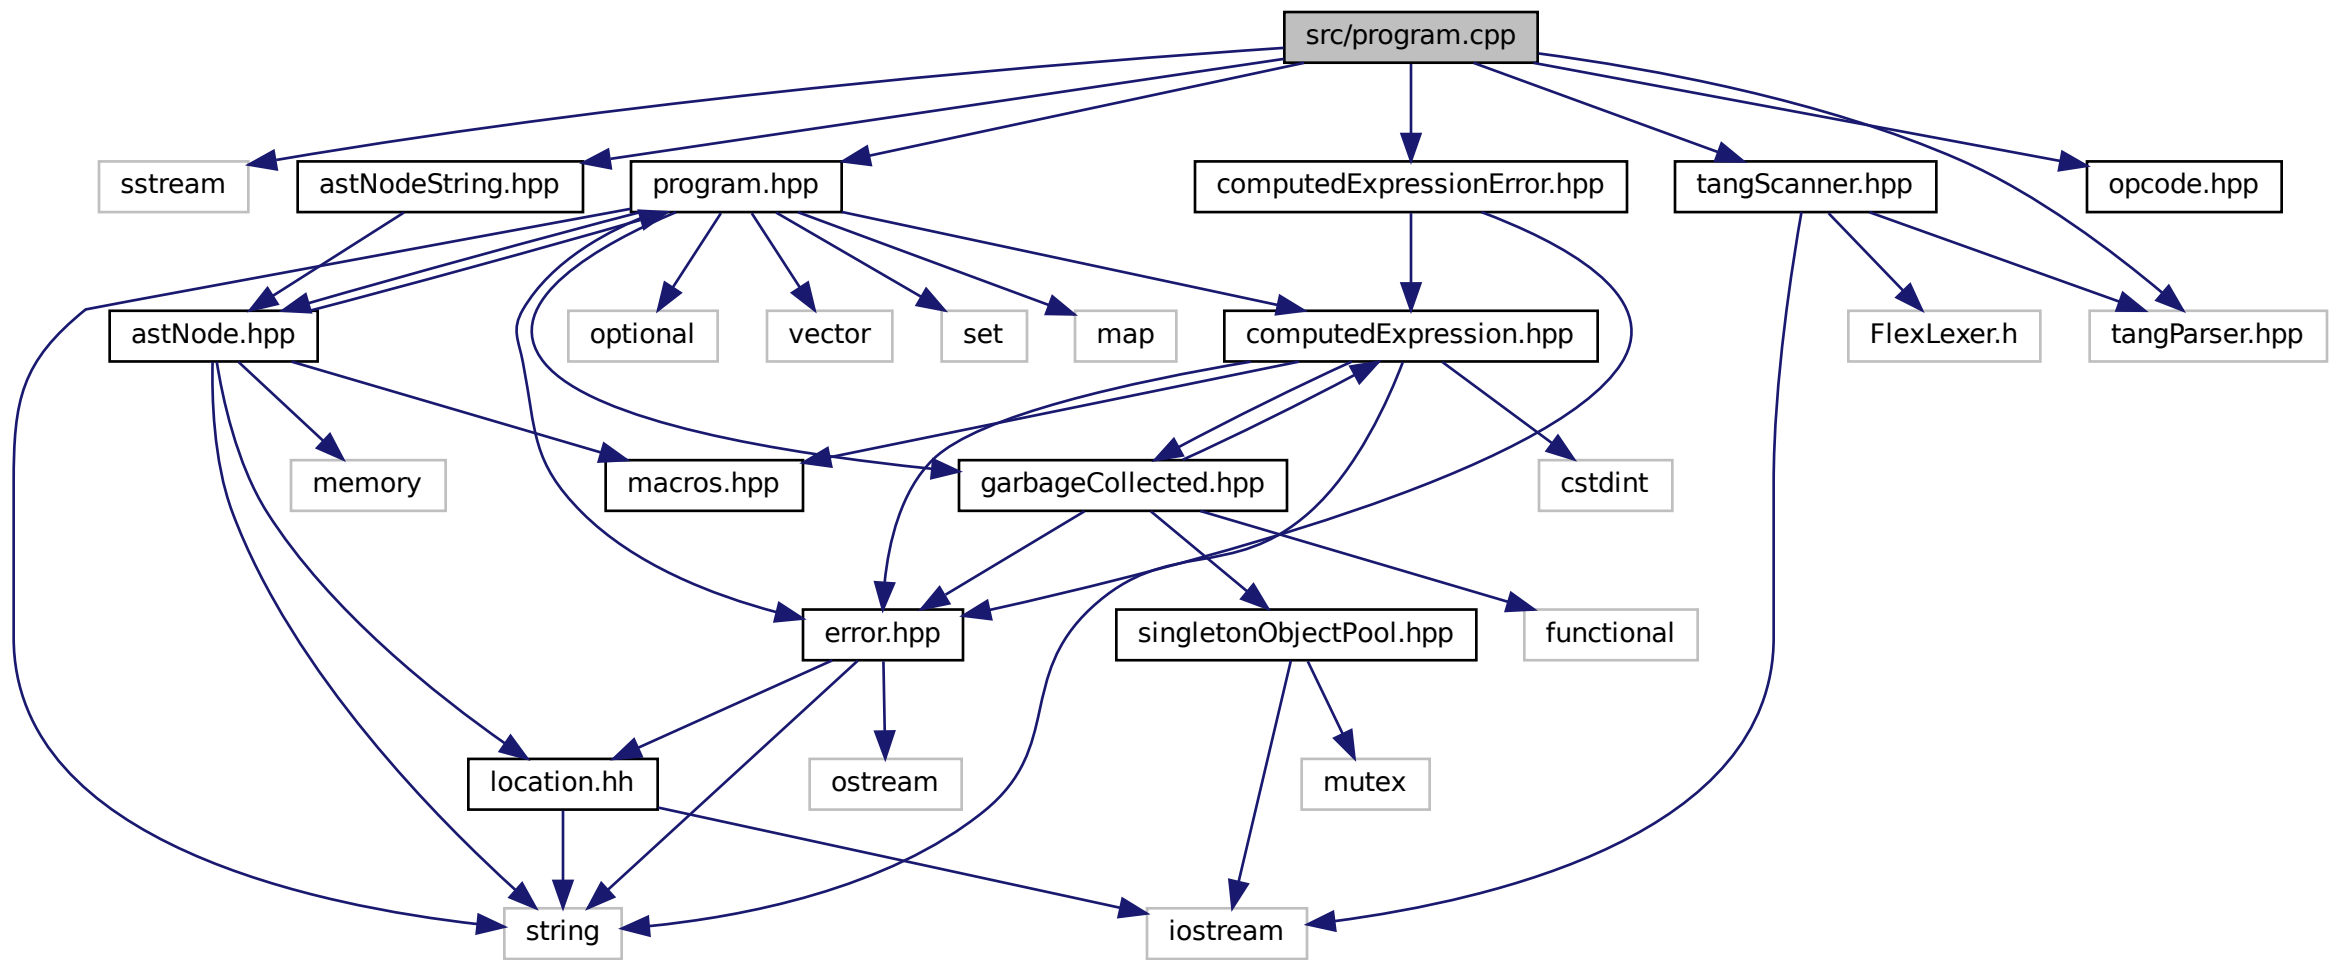 src/program.cpp
sstream
astNodeString.hpp
program.hpp
computedExpressionError.hpp
tangScanner.hpp
opcode.hpp
astNode.hpp
optional
vector
set
map
computedExpression.hpp
FlexLexer.h
tangParser.hpp
memory
macros.hpp
garbageCollected.hpp
cstdint
error.hpp
singletonObjectPool.hpp
functional
location.hh
ostream
mutex
string
iostream